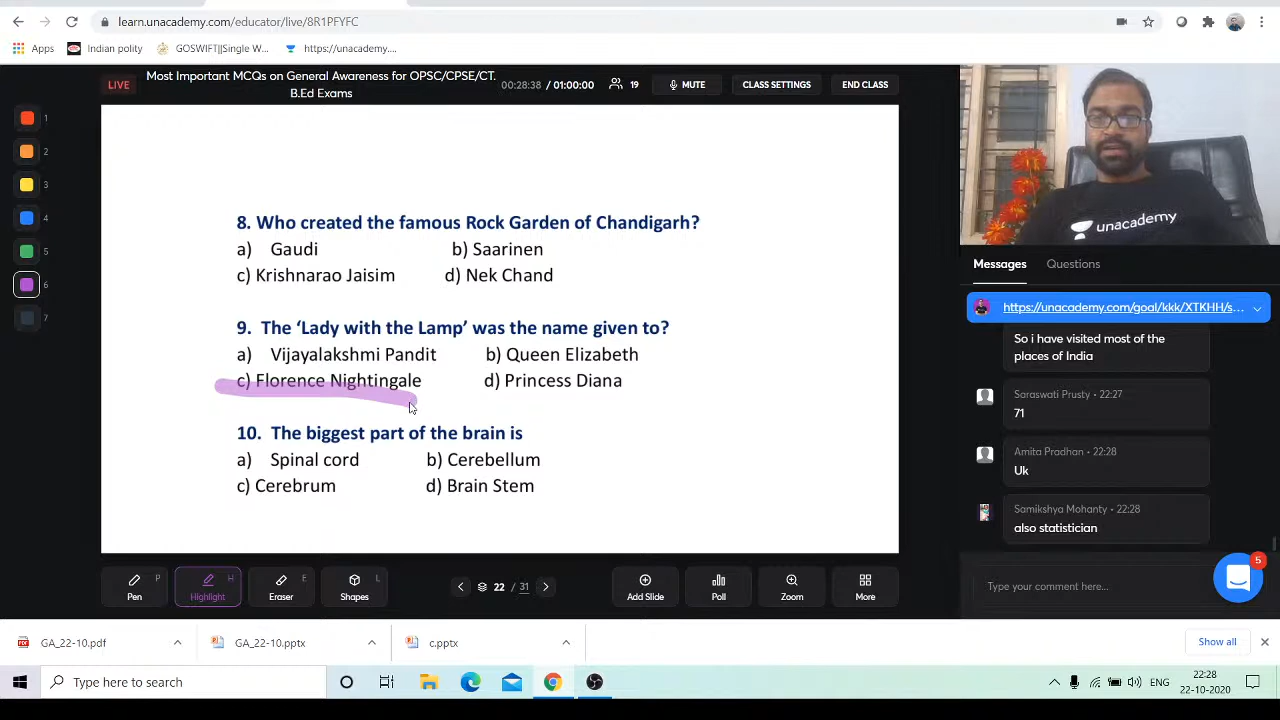 learn.unacademy.com/educator/live/8R1PFYFC
Apps
Indian polity
GOSWIFT||Single W...
https://unacademy....
LIVE
Most Important MCQs on General Awareness for OPSC/CPSE/CT.
B.Ed Exams
00:28:38 / 01:00:00
19
MUTE
CLASS SETTINGS
END CLASS
1
2
3
4
5
6
7
8. Who created the famous Rock Garden of Chandigarh?
a) Gaudi b) Saarinen
c) Krishnarao Jaisim d) Nek Chand
9. The ‘Lady with the Lamp’ was the name given to?
a) Vijayalakshmi Pandit b) Queen Elizabeth
c) Florence Nightingale d) Princess Diana
10. The biggest part of the brain is
a) Spinal cord b) Cerebellum
c) Cerebrum d) Brain Stem
unacademy
Messages
Questions
https://unacademy.com/goal/kkk/XTKHH/s...
So i have visited most of the
places of India
Saraswati Prusty • 22:27
71
Amita Pradhan • 22:28
Uk
Samikshya Mohanty • 22:28
also statistician
Type your comment here...
5
Pen P
Highlight H
Eraser E
Shapes L
22 / 31
Add Slide
Poll
Zoom
More
GA_22-10.pdf
GA_22-10.pptx
c.pptx
Show all
Type here to search
ENG
22:28
22-10-2020